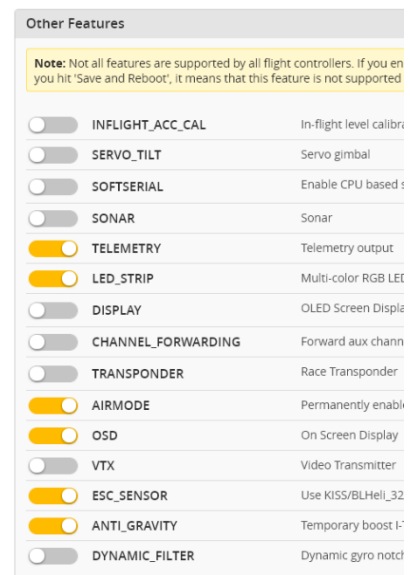 Other Features
Note: Not all features are supported by all flight controllers. If you en
you hit 'Save and Reboot', it means that this feature is not supported
INFLIGHT_ACC_CAL In-flight level calibra
SERVO_TILT Servo gimbal
SOFTSERIAL Enable CPU based s
SONAR Sonar
TELEMETRY Telemetry output
LED_STRIP Multi-color RGB LED
DISPLAY OLED Screen Displa
CHANNEL_FORWARDING Forward aux chann
TRANSPONDER Race Transponder
AIRMODE Permanently enable
OSD On Screen Display
VTX Video Transmitter
ESC_SENSOR Use KISS/BLHeli_32
ANTI_GRAVITY Temporary boost I-T
DYNAMIC_FILTER Dynamic gyro notch